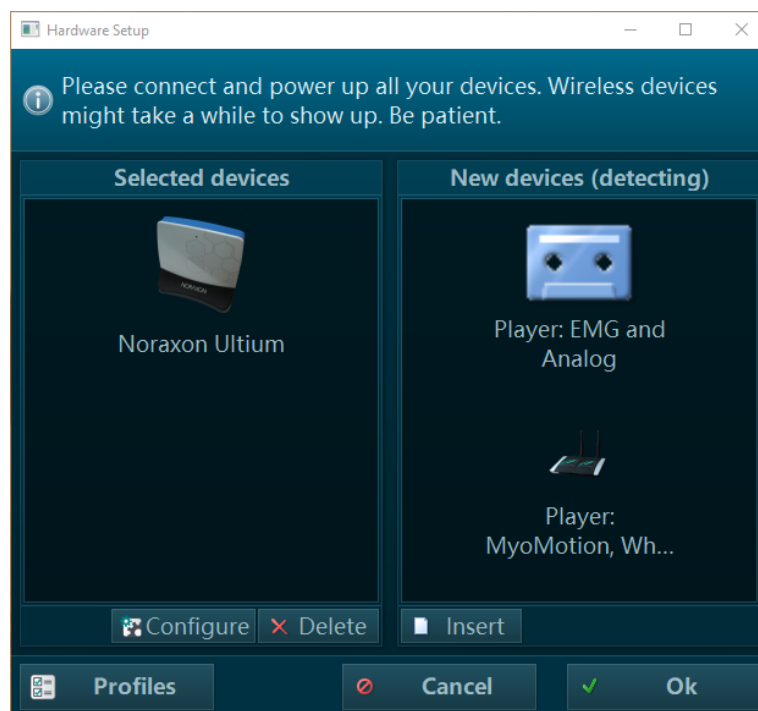 Hardware Setup
Please connect and power up all your devices. Wireless devices
might take a while to show up. Be patient.
Selected devices
New devices (detecting)
NORAXON
Noraxon Ultium
Player: EMG and
Analog
Player:
MyoMotion, Wh...
Configure
Delete
Insert
Profiles
Cancel
Ok